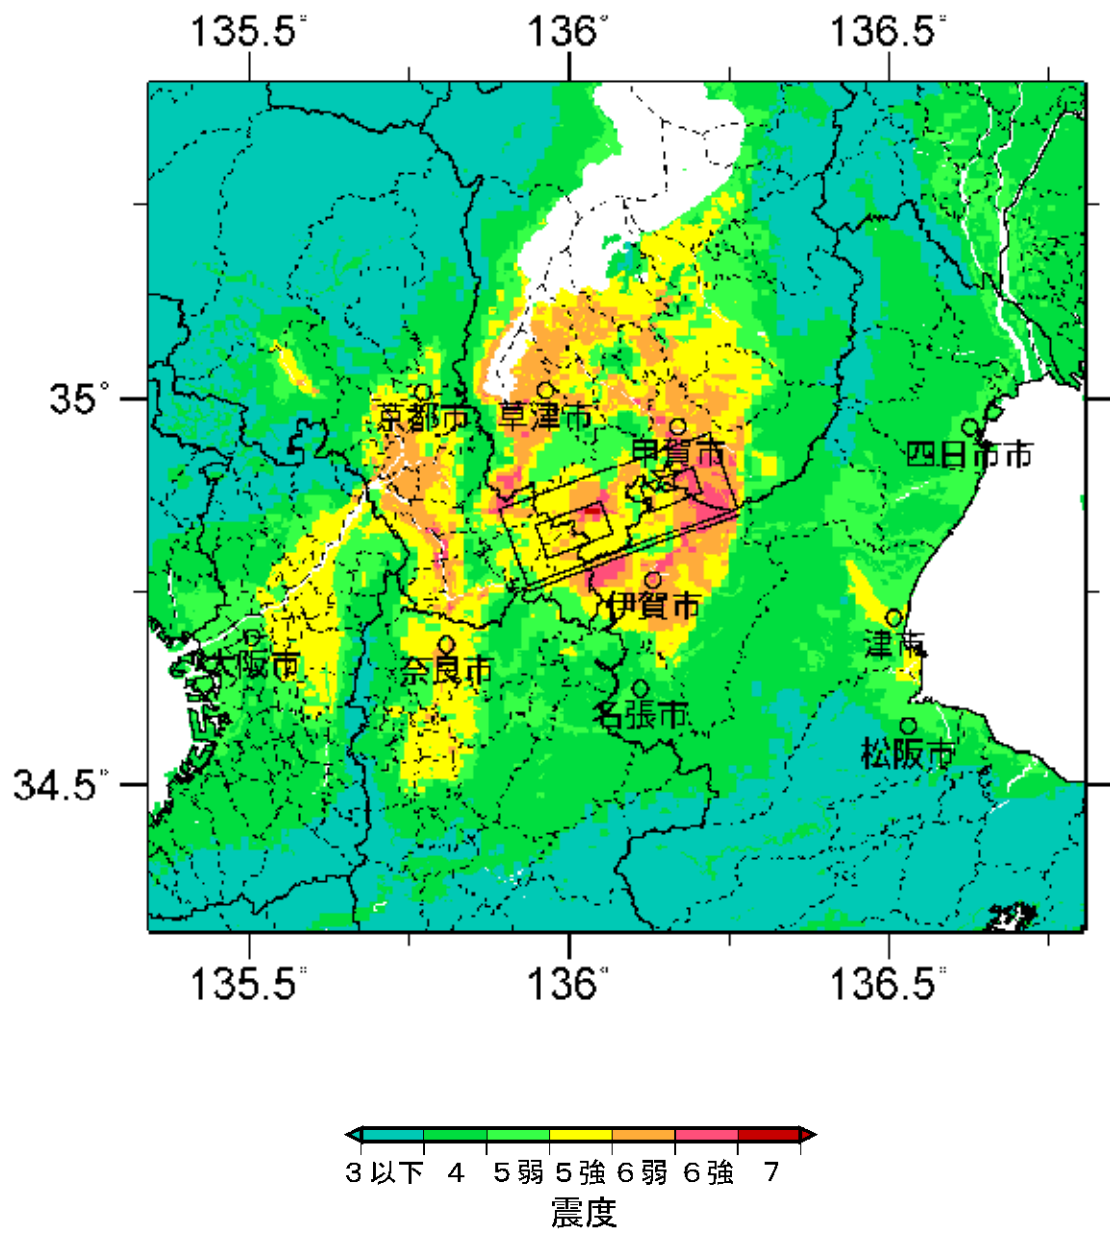 135.5° 136° 136.5°
35°
34.5°
京都市
草津市
甲賀市
四日市市
伊賀市
津市
大阪市
奈良市
名張市
松阪市
135.5° 136° 136.5°
3以下 4 5弱 5強 6弱 6強 7
震度